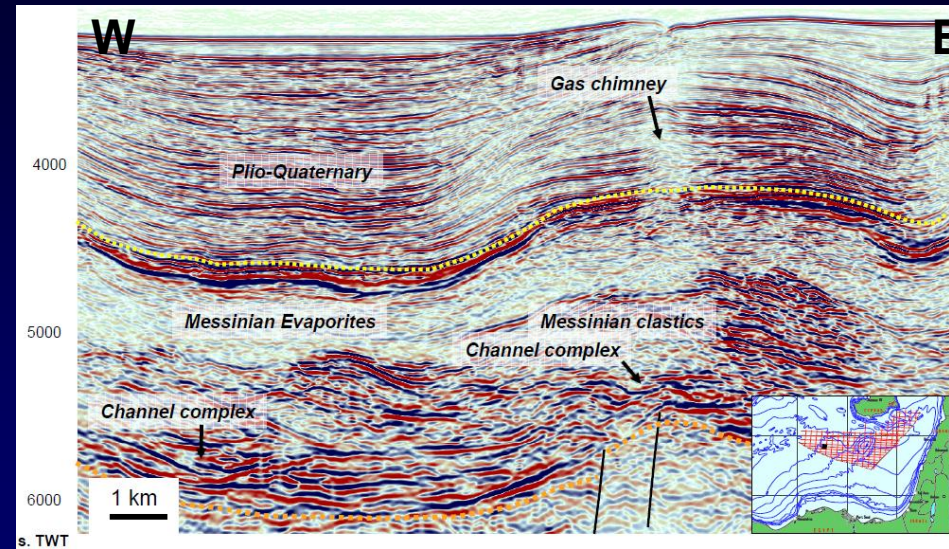 W
E
Gas chimney
4000
Plio-Quaternary
5000
Messinian Evaporites
Messinian clastics
Channel complex
Channel complex
6000
1 km
s. TWT